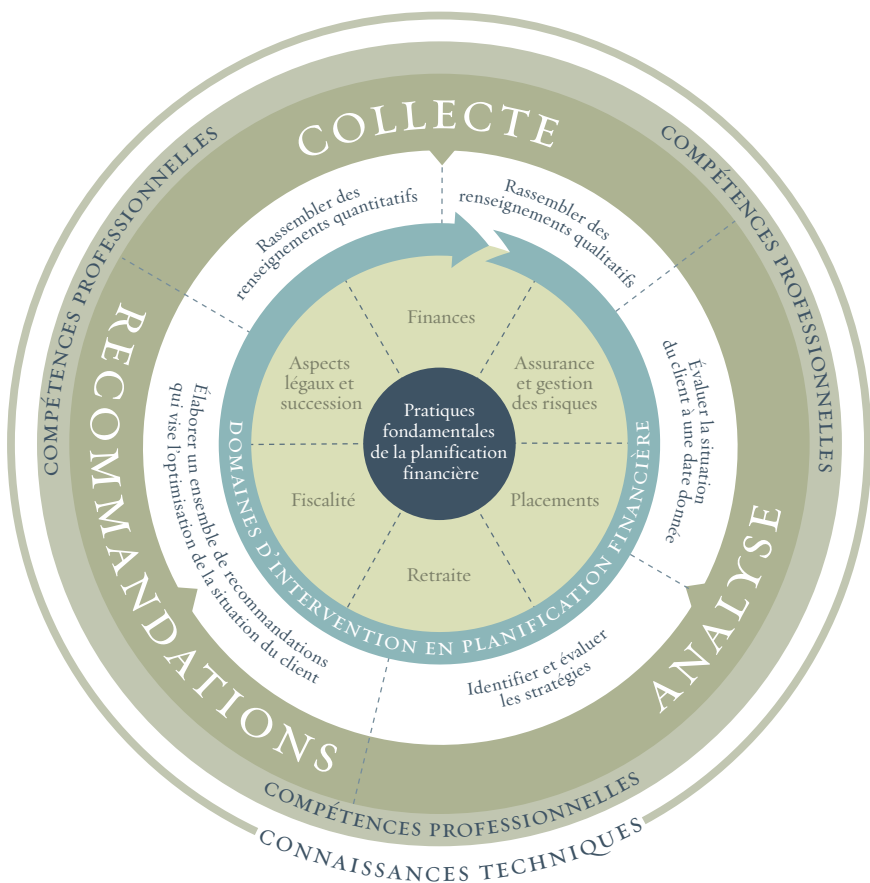 COLLECTE
COMPÉTENCES PROFESSIONNELLES
COMPÉTENCES PROFESSIONNELLES
Rassembler des
renseignements quantitatifs
Rassembler des
renseignements qualitatifs
Finances
Aspects
légaux et
succession
Assurance
et gestion
des risques
Pratiques
fondamentales
de la planification
financière
Fiscalité
Placements
Retraite
DOMAINES D'INTERVENTION EN PLANIFICATION FINANCIÈRE
Évaluer la situation
du client à une date donnée
ANALYSE
Identifier et évaluer
les stratégies
RECOMMANDATIONS
Élaborer un ensemble de recommandations
qui vise l'optimisation de la situation du client
COMPÉTENCES PROFESSIONNELLES
CONNAISSANCES TECHNIQUES